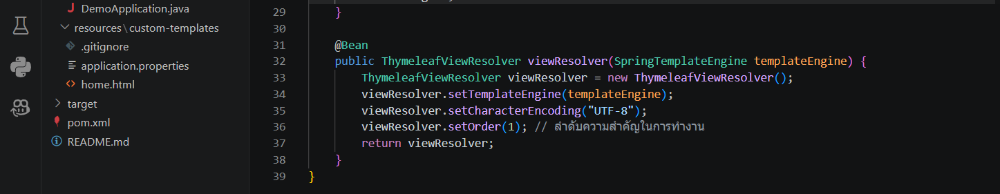 DemoApplication.java
resources\custom-templates
.gitignore
application.properties
home.html
target
pom.xml
README.md
29 }
30
31 @Bean
32 public ThymeleafViewResolver viewResolver(SpringTemplateEngine templateEngine) {
33 ThymeleafViewResolver viewResolver = new ThymeleafViewResolver();
34 viewResolver.setTemplateEngine(templateEngine);
35 viewResolver.setCharacterEncoding("UTF-8");
36 viewResolver.setOrder(1); // ลำดับความสำคัญในการทำงาน
37 return viewResolver;
38 }
39 }